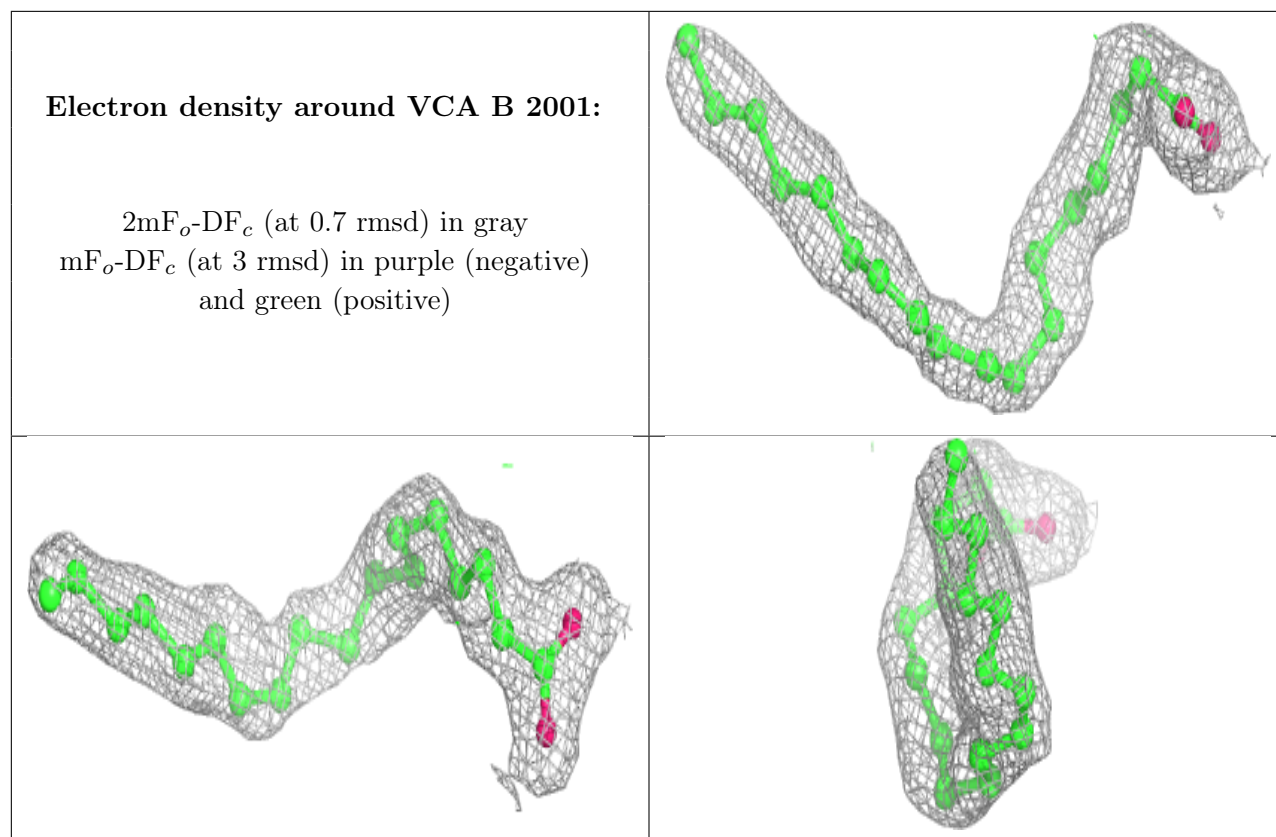 Electron density around VCA B 2001:
2mFo-DFc (at 0.7 rmsd) in gray
mFo-DFc (at 3 rmsd) in purple (negative)
and green (positive)